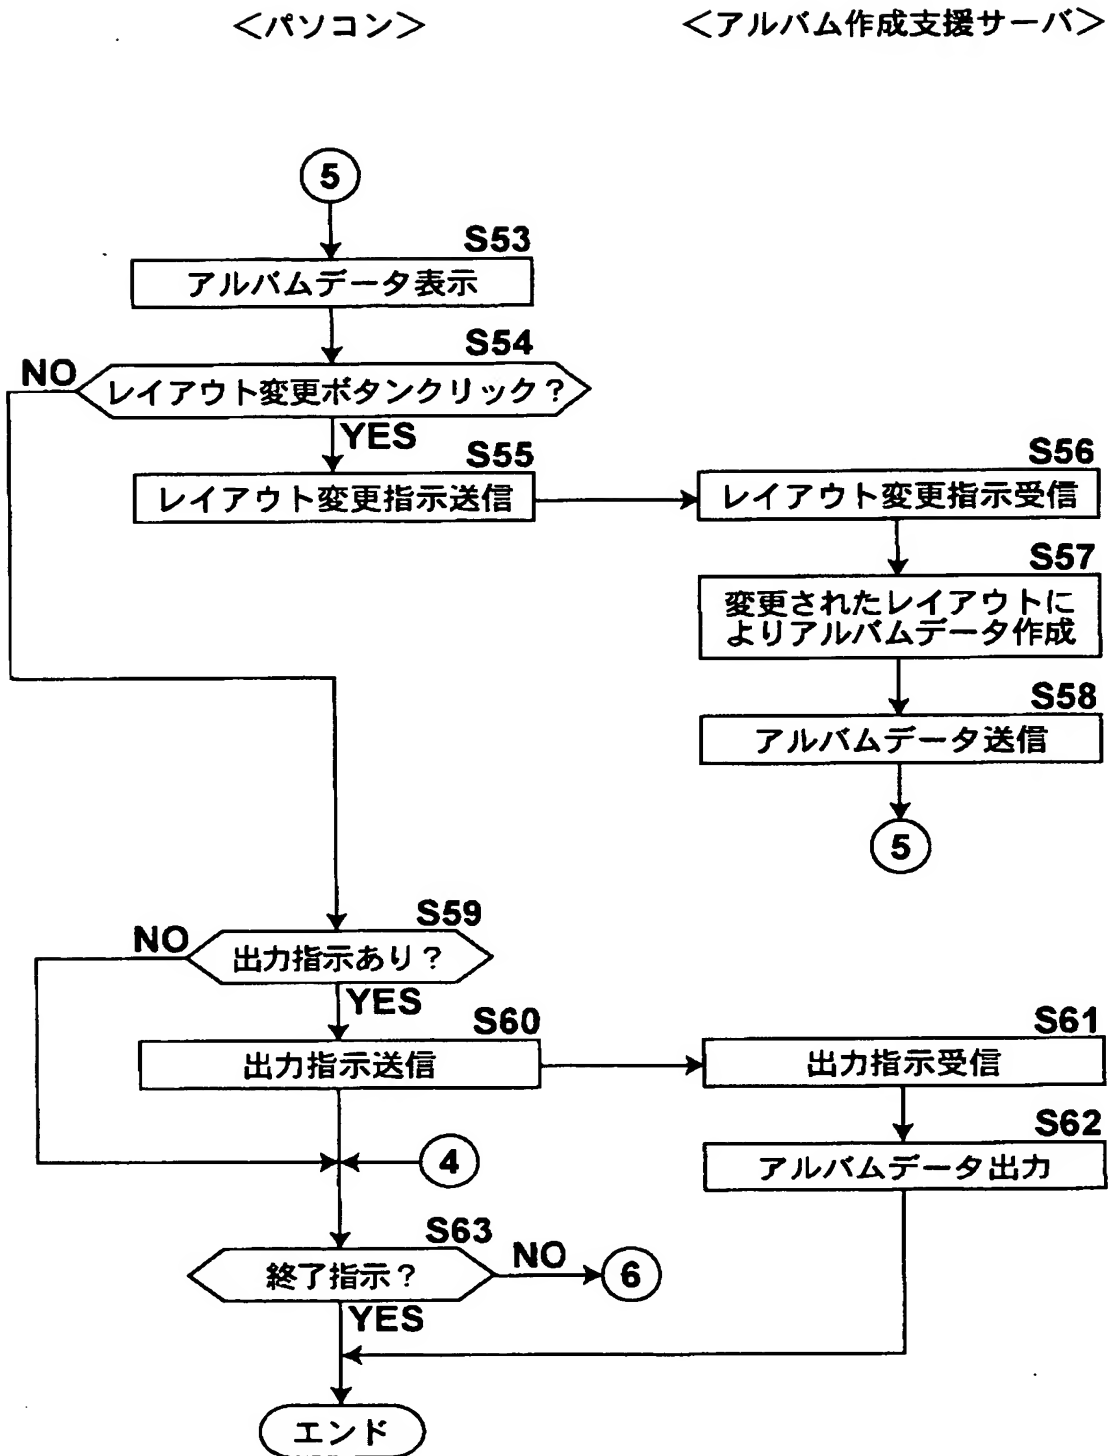 <パソコン>
<アルバム作成支援サーバ>
5
S53
アルバムデータ表示
S54
NO
レイアウト変更ボタンクリック?
YES
S55
レイアウト変更指示送信
S56
レイアウト変更指示受信
S57
変更されたレイアウトに
よりアルバムデータ作成
S58
アルバムデータ送信
5
S59
NO
出力指示あり?
YES
S60
出力指示送信
S61
出力指示受信
S62
アルバムデータ出力
4
S63
終了指示?
NO
6
YES
エンド